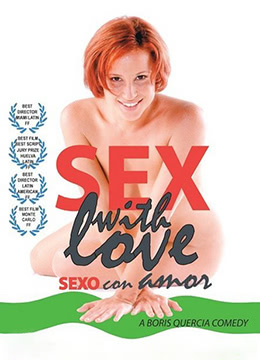 BEST
DIRECTOR
MIAMI LATIN
FF
BEST FILM
BEST SCRIPT
JURY PRIZE
HUELVA
LATIN
BEST
DIRECTOR
LATIN
AMERICAN
FF
BEST FILM
MONTE
CARLO
FF
SEX
with
love
SEXO con amor
A BORIS QUERCIA COMEDY